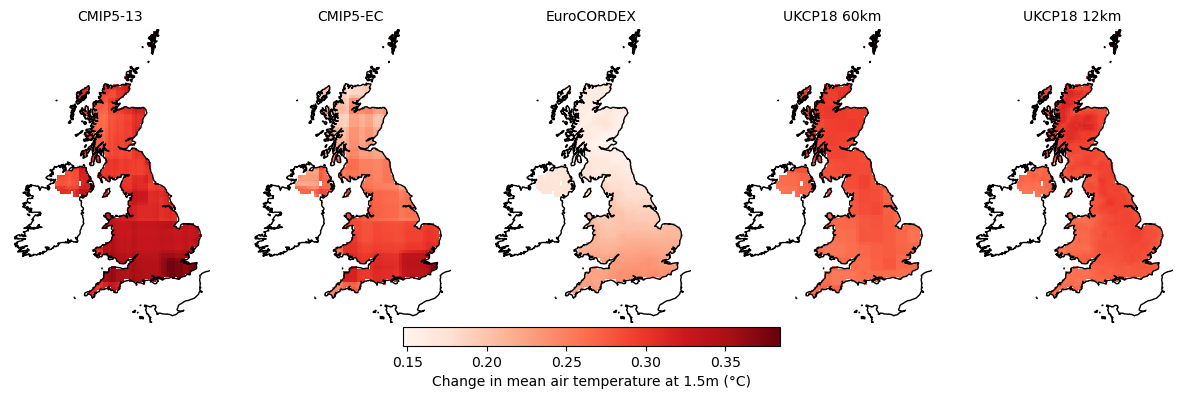 CMIP5-13
CMIP5-EC
EuroCORDEX
UKCP18 60km
UKCP18 12km
0.15
0.20
0.25
0.30
0.35
Change in mean air temperature at 1.5m (°C)